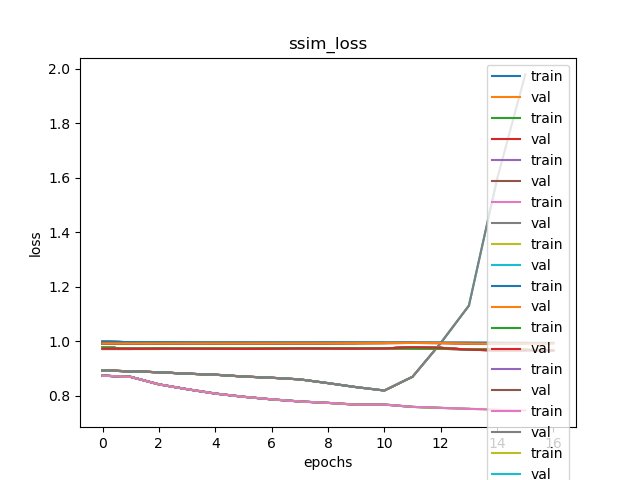 ssim_loss
2.0
1.8
1.6
1.4
1.2
1.0
0.8
loss
0 2 4 6 8 10 12 14 16
epochs
train
val
train
val
train
val
train
val
train
val
train
val
train
val
train
val
train
val
train
val